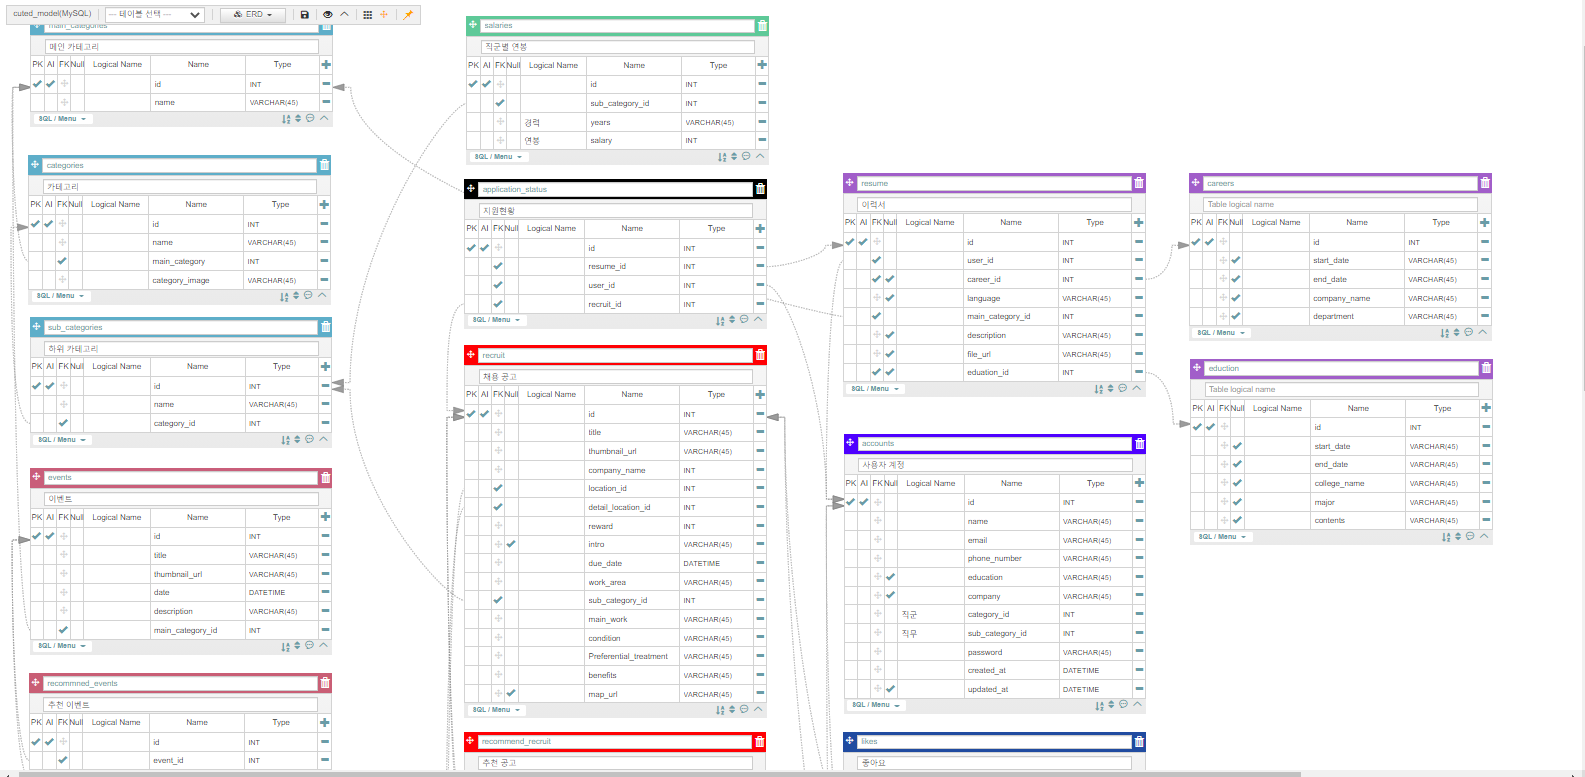 cuted_model(MySQL)
--- 테이블 선택 ---
ERD
main_categories
메인 카테고리
PK AI FK Null Logical Name Name Type
id INT
name VARCHAR(45)
SQL / Menu
categories
카테고리
PK AI FK Null Logical Name Name Type
id INT
name VARCHAR(45)
main_category INT
category_image VARCHAR(45)
SQL / Menu
sub_categories
하위 카테고리
PK AI FK Null Logical Name Name Type
id INT
name VARCHAR(45)
category_id INT
SQL / Menu
events
이벤트
PK AI FK Null Logical Name Name Type
id INT
title VARCHAR(45)
thumbnail_url VARCHAR(45)
date DATETIME
description VARCHAR(45)
main_category_id INT
SQL / Menu
recommned_events
추천 이벤트
PK AI FK Null Logical Name Name Type
id INT
event_id INT
salaries
직군별 연봉
PK AI FK Null Logical Name Name Type
id INT
sub_category_id INT
경력 years VARCHAR(45)
연봉 salary INT
SQL / Menu
application_status
지원현황
PK AI FK Null Logical Name Name Type
id INT
resume_id INT
user_id INT
recruit_id INT
SQL / Menu
recruit
채용 공고
PK AI FK Null Logical Name Name Type
id INT
title VARCHAR(45)
thumbnail_url VARCHAR(45)
company_name INT
location_id INT
detail_location_id INT
reward INT
intro VARCHAR(45)
due_date DATETIME
work_area VARCHAR(45)
sub_category_id INT
main_work VARCHAR(45)
condition VARCHAR(45)
Preferential_treatment VARCHAR(45)
benefits VARCHAR(45)
map_url VARCHAR(45)
SQL / Menu
recommend_recruit
추천 공고
resume
이력서
PK AI FK Null Logical Name Name Type
id INT
user_id INT
career_id INT
language VARCHAR(45)
main_category_id INT
description VARCHAR(45)
file_url VARCHAR(45)
eduation_id INT
SQL / Menu
accounts
사용자 계정
PK AI FK Null Logical Name Name Type
id INT
name VARCHAR(45)
email VARCHAR(45)
phone_number VARCHAR(45)
education VARCHAR(45)
company VARCHAR(45)
직군 category_id INT
직무 sub_category_id INT
password VARCHAR(45)
created_at DATETIME
updated_at DATETIME
SQL / Menu
likes
좋아요
careers
Table logical name
PK AI FK Null Logical Name Name Type
id INT
start_date VARCHAR(45)
end_date VARCHAR(45)
company_name VARCHAR(45)
department VARCHAR(45)
SQL / Menu
eduction
Table logical name
PK AI FK Null Logical Name Name Type
id INT
start_date VARCHAR(45)
end_date VARCHAR(45)
college_name VARCHAR(45)
major VARCHAR(45)
contents VARCHAR(45)
SQL / Menu